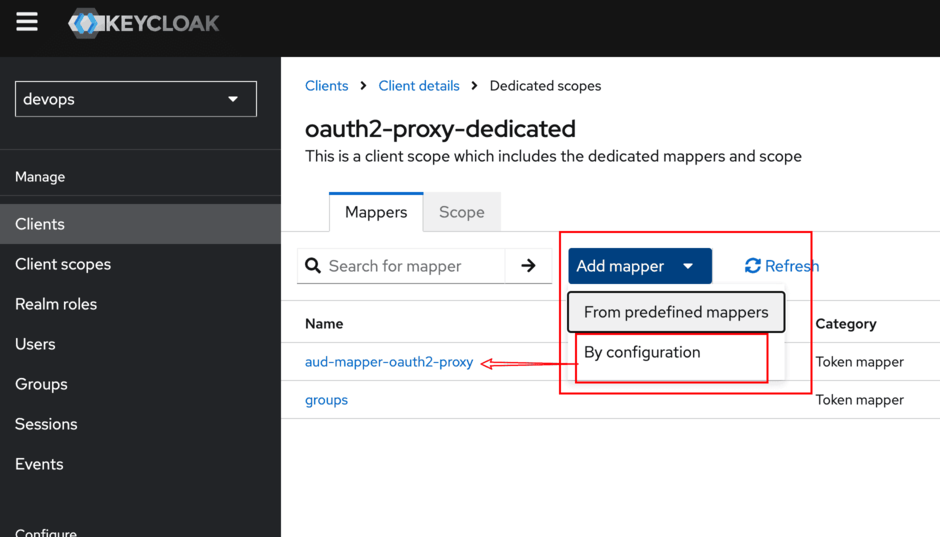 KEYCLOAK
devops
Manage
Clients
Client scopes
Realm roles
Users
Groups
Sessions
Events
Configure
Clients > Client details > Dedicated scopes
oauth2-proxy-dedicated
This is a client scope which includes the dedicated mappers and scope
Mappers Scope
Search for mapper Add mapper Refresh
From predefined mappers
By configuration
Name Category
aud-mapper-oauth2-proxy Token mapper
groups Token mapper